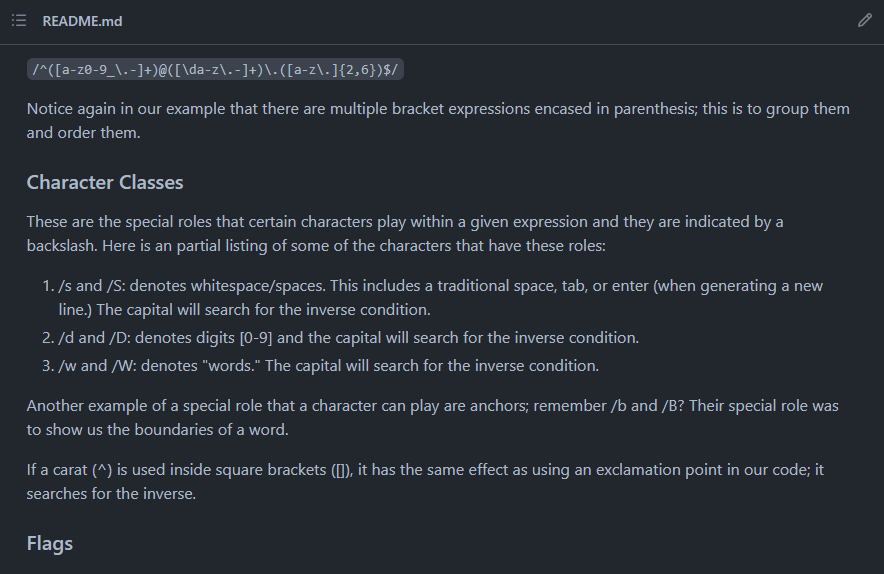 README.md
/^([a-z0-9_\.-]+)@([\da-z\.-]+)\.([a-z\.]{2,6})$/
Notice again in our example that there are multiple bracket expressions encased in parenthesis; this is to group them
and order them.
Character Classes
These are the special roles that certain characters play within a given expression and they are indicated by a
backslash. Here is an partial listing of some of the characters that have these roles:
1. /s and /S: denotes whitespace/spaces. This includes a traditional space, tab, or enter (when generating a new
line.) The capital will search for the inverse condition.
2. /d and /D: denotes digits [0-9] and the capital will search for the inverse condition.
3. /w and /W: denotes "words." The capital will search for the inverse condition.
Another example of a special role that a character can play are anchors; remember /b and /B? Their special role was
to show us the boundaries of a word.
If a carat (^) is used inside square brackets ([]), it has the same effect as using an exclamation point in our code; it
searches for the inverse.
Flags